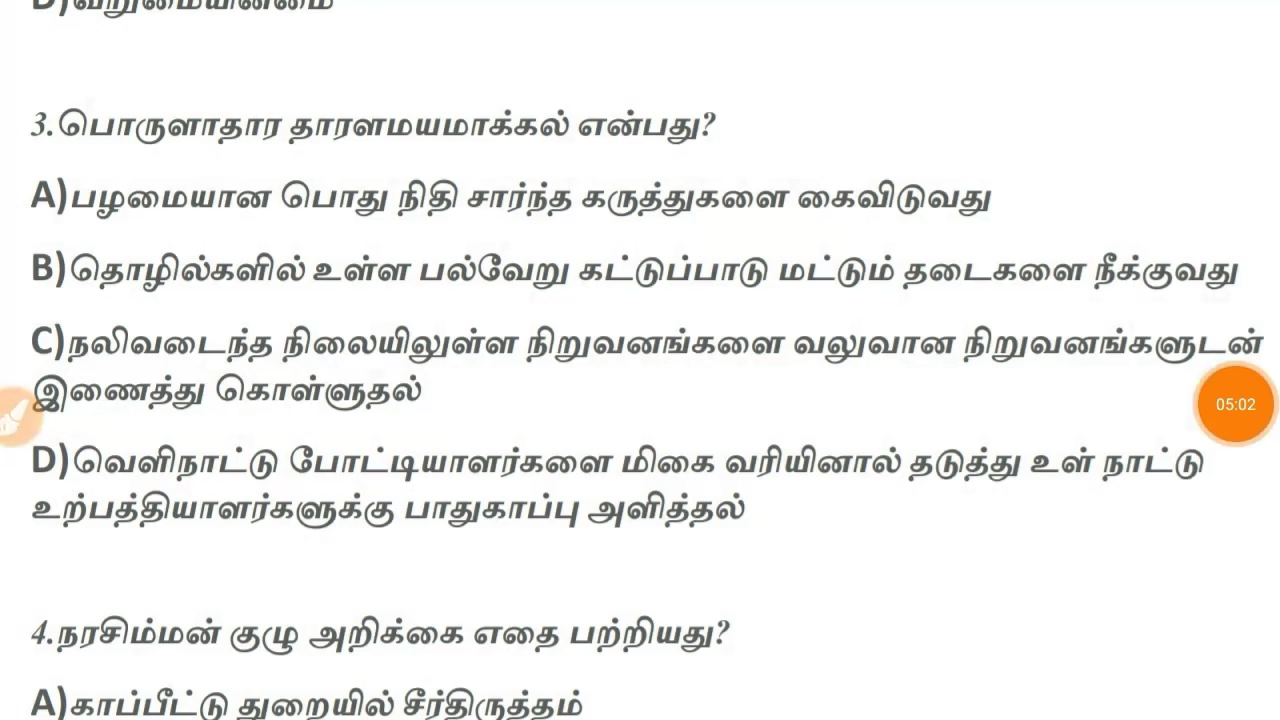 D)வறுமையின்மை
3.பொருளாதார தாராளமயமாக்கல் என்பது?
A)பழமையான பொது நிதி சார்ந்த கருத்துகளை கைவிடுவது
B)தொழில்களில் உள்ள பல்வேறு கட்டுப்பாடு மட்டும் தடைகளை நீக்குவது
C)நலிவடைந்த நிலையிலுள்ள நிறுவனங்களை வலுவான நிறுவனங்களுடன்
இணைத்து கொள்ளுதல்
05:02
D)வெளிநாட்டு போட்டியாளர்களை மிகை வரியினால் தடுத்து உள் நாட்டு
உற்பத்தியாளர்களுக்கு பாதுகாப்பு அளித்தல்
4.நரசிம்மன் குழு அறிக்கை எதை பற்றியது?
A)காப்பீட்டு துறையில் சீர்திருத்தம்